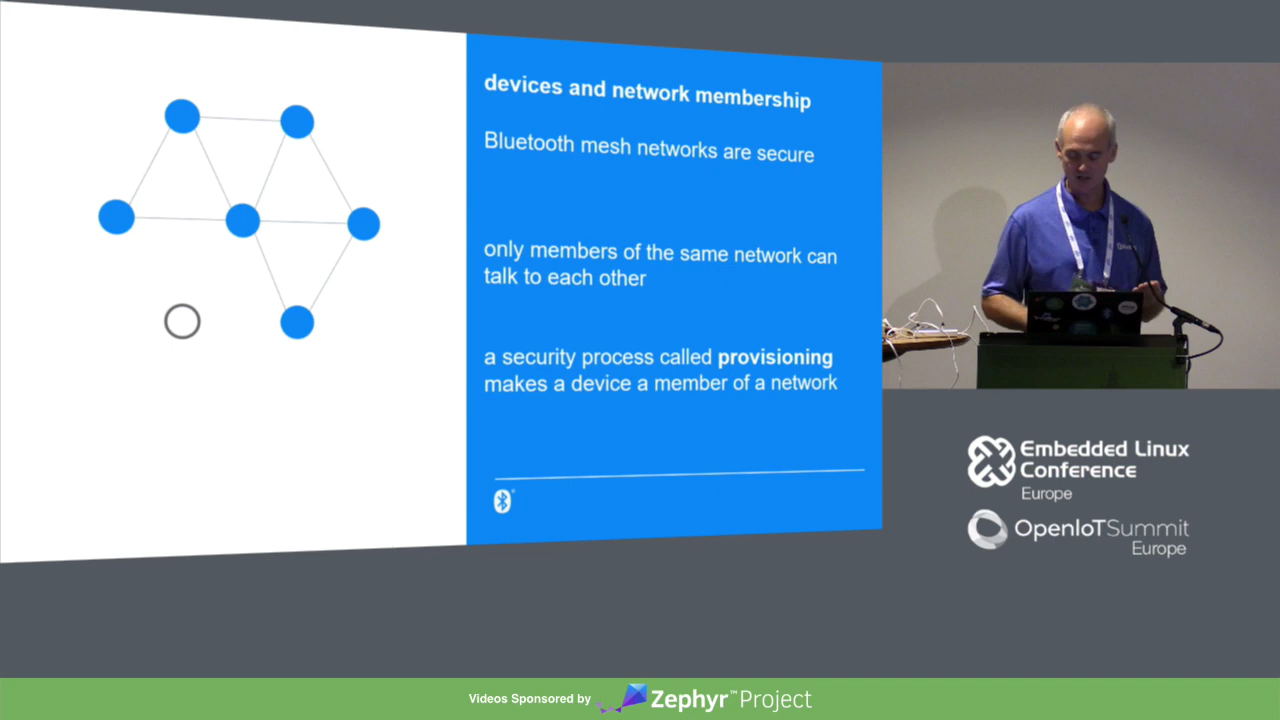 devices and network membership
Bluetooth mesh networks are secure
only members of the same network can
talk to each other
a security process called provisioning
makes a device a member of a network
Embedded Linux
Conference
Europe
OpenIoTSummit
Europe
Videos Sponsored by Zephyr™Project